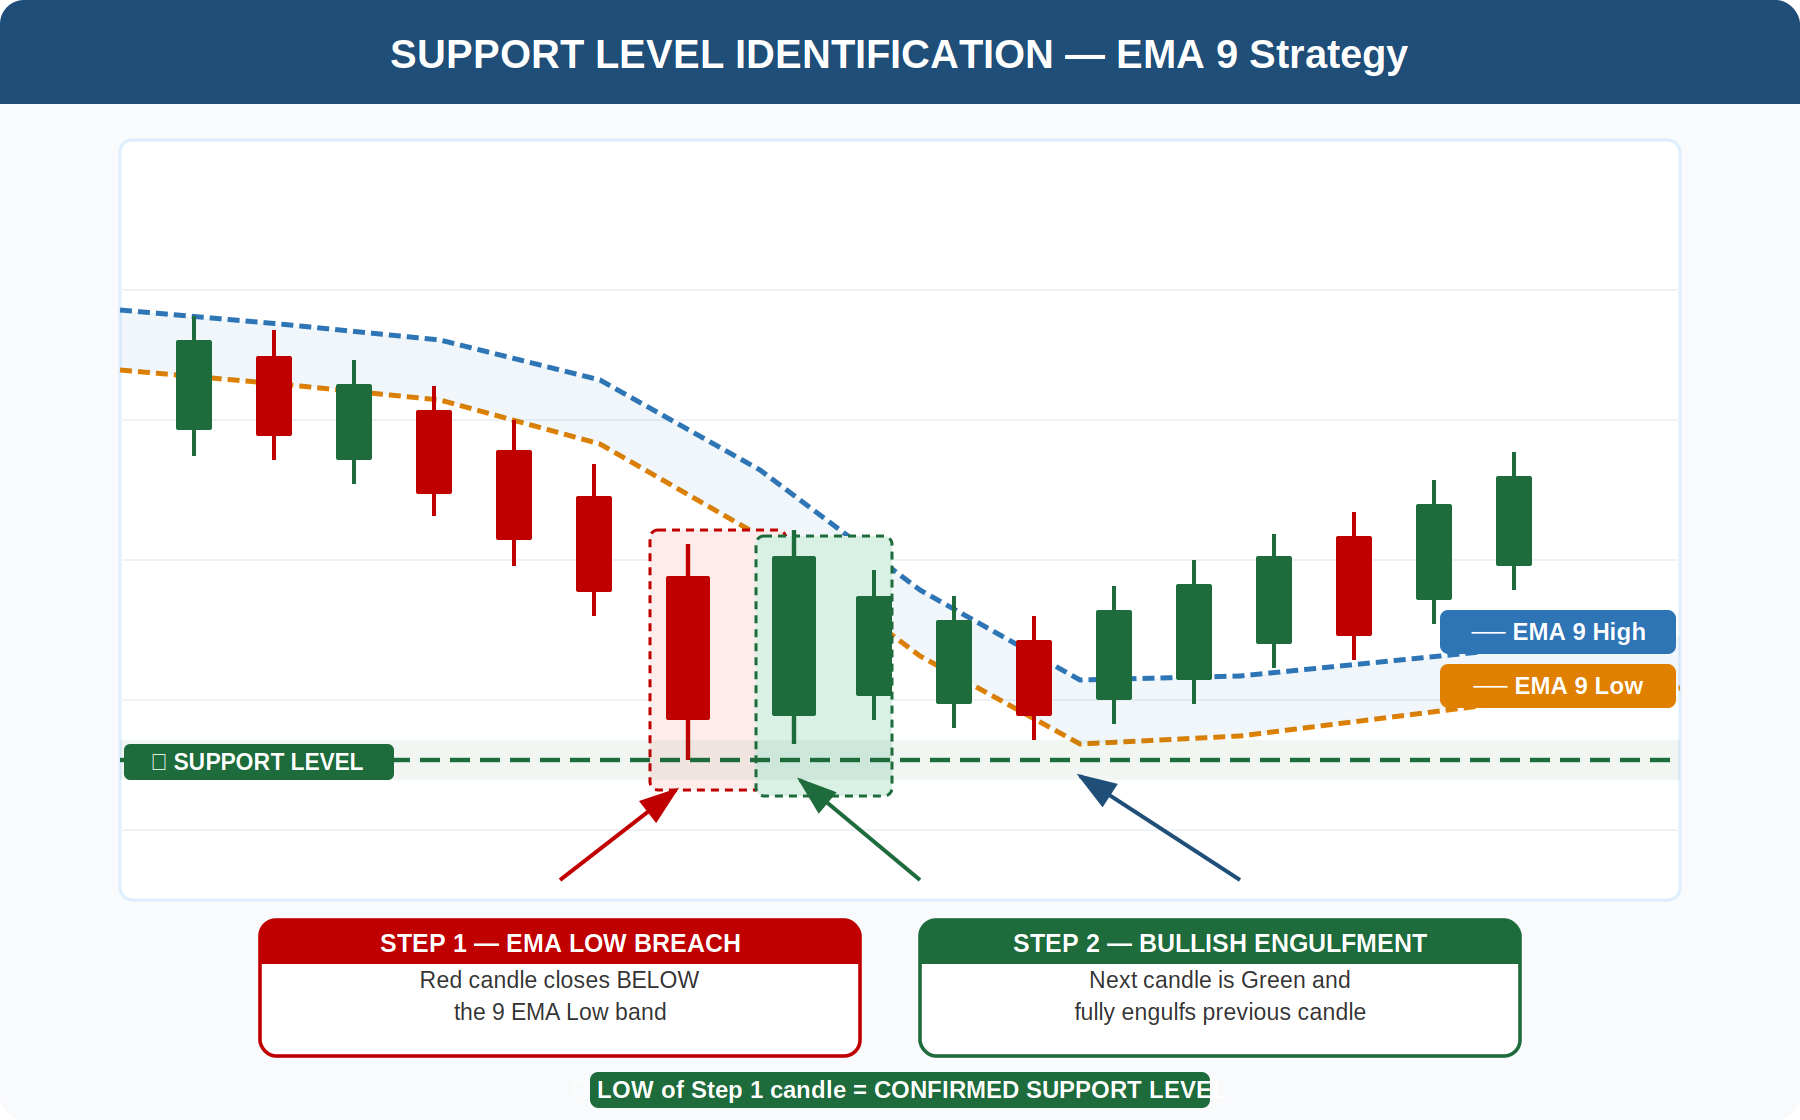 SUPPORT LEVEL IDENTIFICATION — EMA 9 Strategy
── EMA 9 High
── EMA 9 Low
SUPPORT LEVEL
STEP 1 — EMA LOW BREACH
Red candle closes BELOW
the 9 EMA Low band
STEP 2 — BULLISH ENGULFMENT
Next candle is Green and
fully engulfs previous candle
LOW of Step 1 candle = CONFIRMED SUPPORT LEVEL